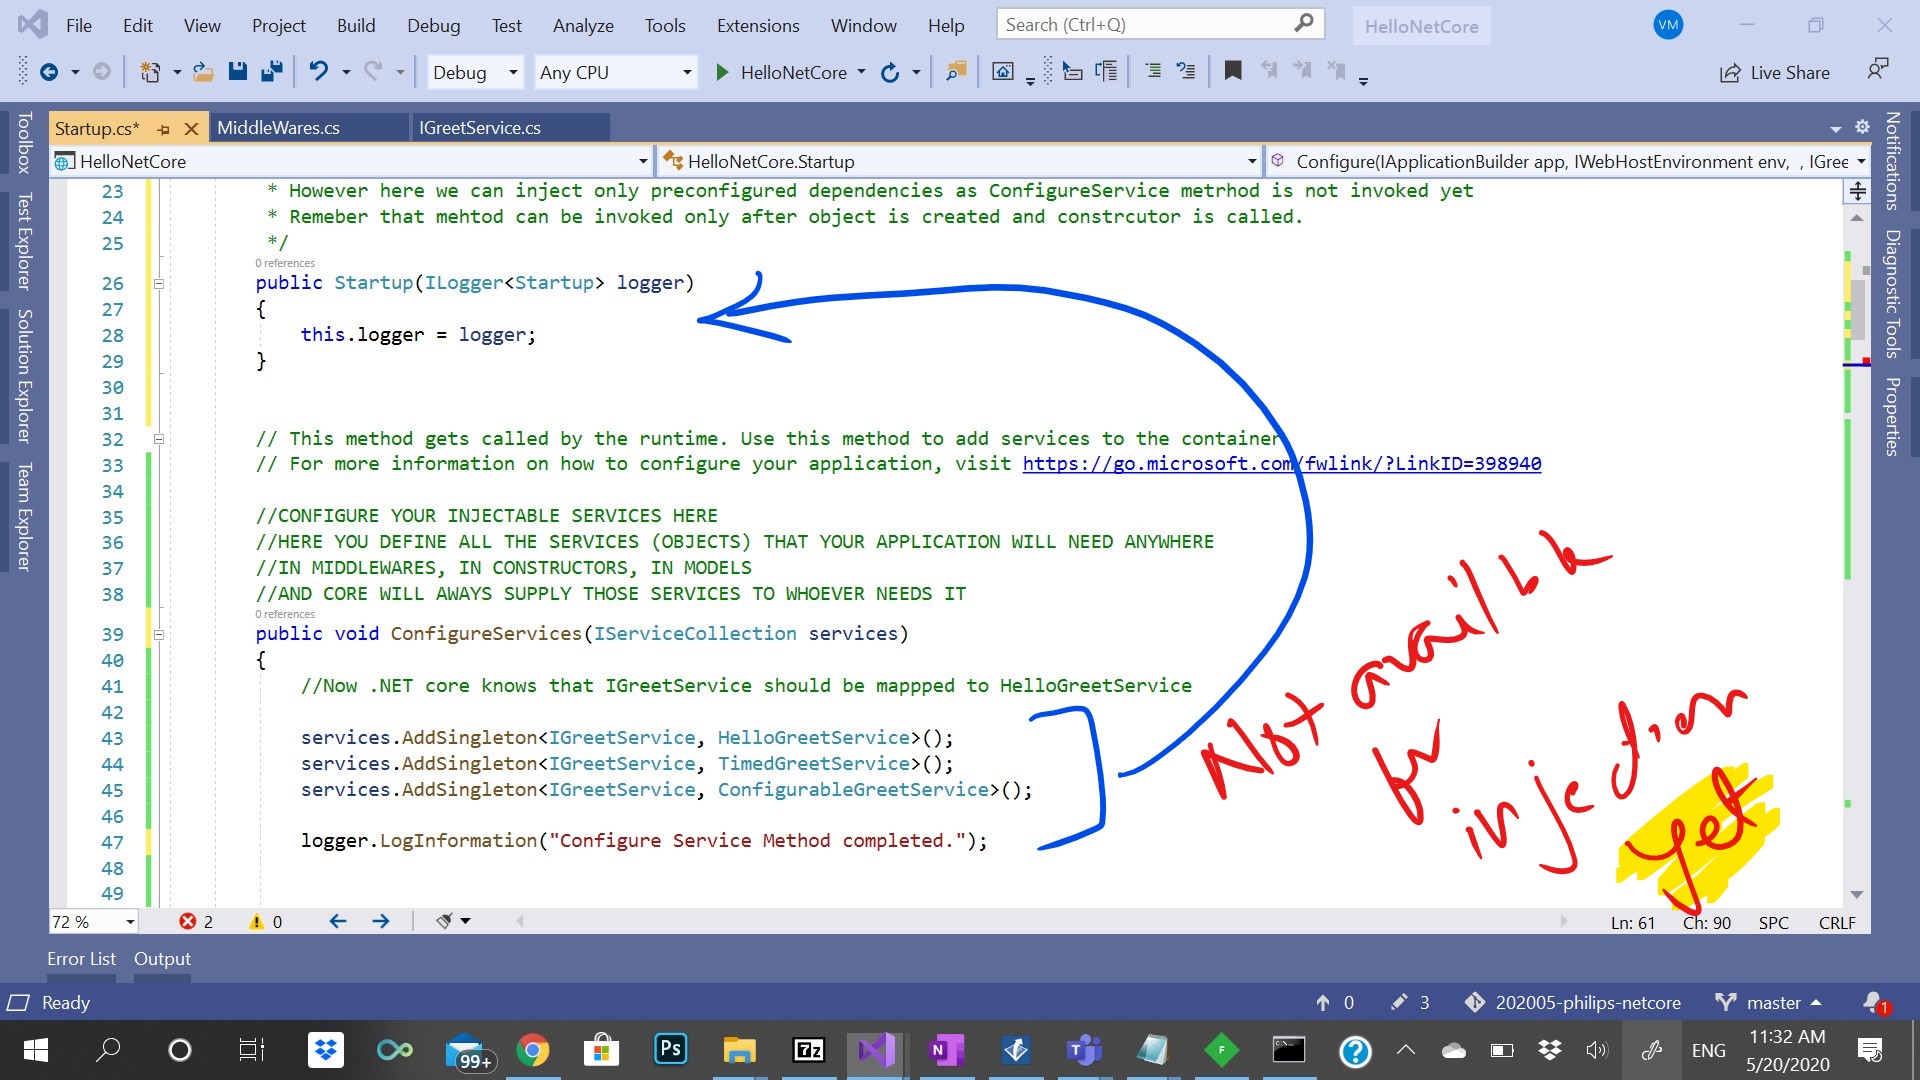 File Edit View Project Build Debug Test Analyze Tools Extensions Window Help Search (Ctrl+Q) HelloNetCore VM
Debug Any CPU HelloNetCore Live Share
Startup.cs* MiddleWares.cs IGreetService.cs
HelloNetCore HelloNetCore.Startup Configure(IApplicationBuilder app, IWebHostEnvironment env, , IGree
Toolbox
Test Explorer
Solution Explorer
Team Explorer
23 * However here we can inject only preconfigured dependencies as ConfigureService metrhod is not invoked yet
24 * Remeber that mehtod can be invoked only after object is created and constrcutor is called.
25 */
0 references
26 public Startup(ILogger<Startup> logger)
27 {
28 this.logger = logger;
29 }
30
31
32 // This method gets called by the runtime. Use this method to add services to the container
33 // For more information on how to configure your application, visit https://go.microsoft.com/fwlink/?LinkID=398940
34
35 //CONFIGURE YOUR INJECTABLE SERVICES HERE
36 //HERE YOU DEFINE ALL THE SERVICES (OBJECTS) THAT YOUR APPLICATION WILL NEED ANYWHERE
37 //IN MIDDLEWARES, IN CONSTRUCTORS, IN MODELS
38 //AND CORE WILL AWAYS SUPPLY THOSE SERVICES TO WHOEVER NEEDS IT
0 references
39 public void ConfigureServices(IServiceCollection services)
40 {
41 //Now .NET core knows that IGreetService should be mappped to HelloGreetService
42
43 services.AddSingleton<IGreetService, HelloGreetService>();
44 services.AddSingleton<IGreetService, TimedGreetService>();
45 services.AddSingleton<IGreetService, ConfigurableGreetService>();
46
47 logger.LogInformation("Configure Service Method completed.");
48
49
Not
injection
yet
Notifications
Diagnostic Tools
Properties
72 % 2 0 Ln: 61 Ch: 90 SPC CRLF
Error List Output
Ready 0 3 202005-philips-netcore master 1
99+ Ps 7z N T F C:\_ ? ENG 11:32 AM
5/20/2020